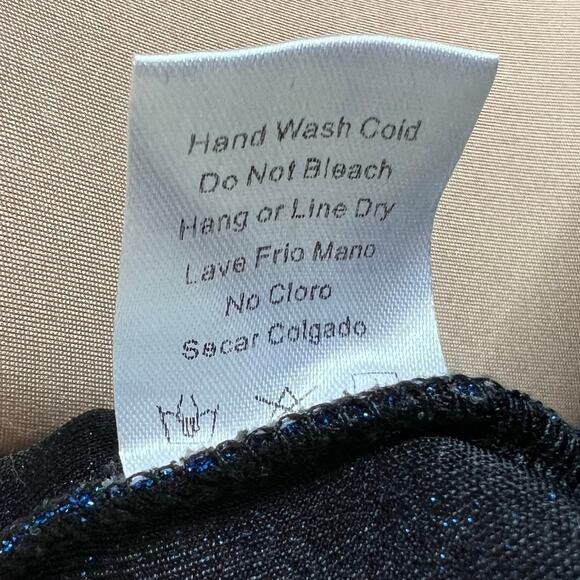 Hand Wash Cold
Do Not Bleach
Hang or Line Dry
Lave Frio Mano
No Cloro
Secar Colgado